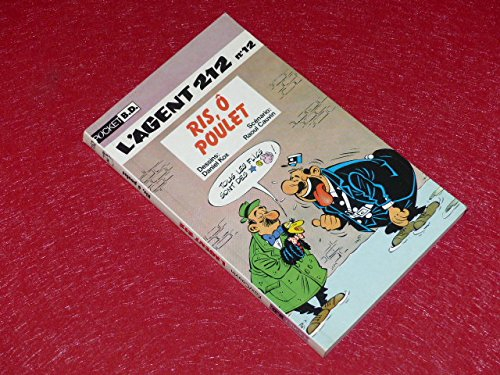 POCKET B.D.
L'AGENT 212 n°12
RIS Ô
POULET
Dessins:
Daniel Kox
Scénario:
Raoul Cauvin
TOUS LES FLICS
SONT DES